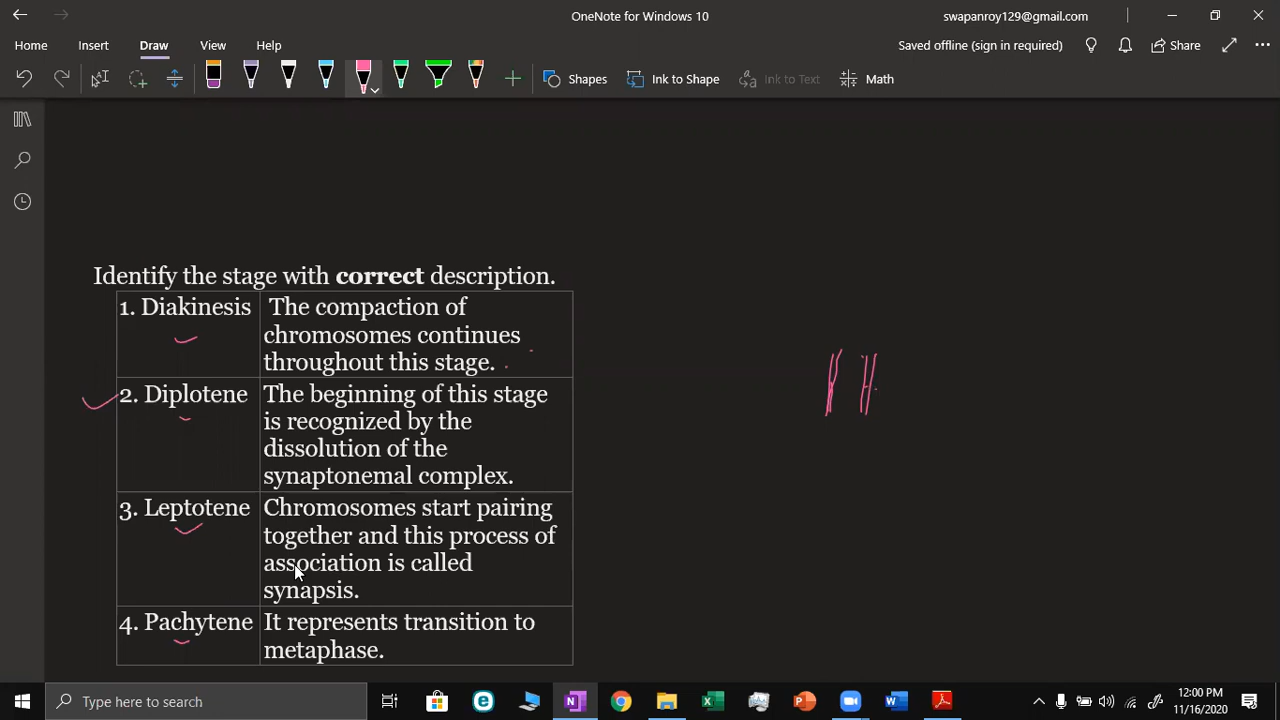 OneNote for Windows 10
swapanroy129@gmail.com
Home Insert Draw View Help
Saved offline (sign in required)
Share
Shapes
Ink to Shape
Ink to Text
Math
Identify the stage with correct description.
1. Diakinesis
The compaction of
chromosomes continues
throughout this stage.
2. Diplotene
The beginning of this stage
is recognized by the
dissolution of the
synaptonemal complex.
3. Leptotene
Chromosomes start pairing
together and this process of
association is called
synapsis.
4. Pachytene
It represents transition to
metaphase.
Type here to search
12:00 PM
11/16/2020